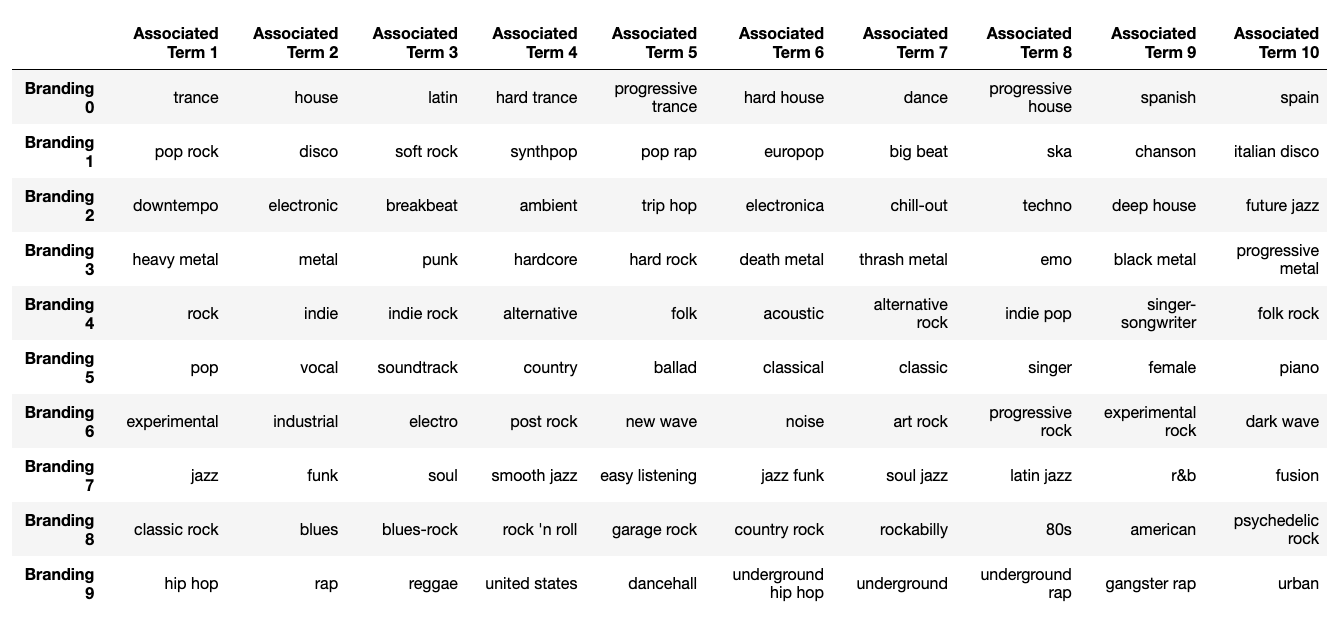 Associated Associated Associated Associated Associated Associated Associated Associated Associated Associated
Term 1 Term 2 Term 3 Term 4 Term 5 Term 6 Term 7 Term 8 Term 9 Term 10
Branding 0 trance house latin hard trance progressive trance hard house dance progressive house spanish spain
Branding 1 pop rock disco soft rock synthpop pop rap europop big beat ska chanson italian disco
Branding 2 downtempo electronic breakbeat ambient trip hop electronica chill-out techno deep house future jazz
Branding 3 heavy metal metal punk hardcore hard rock death metal thrash metal emo black metal progressive metal
Branding 4 rock indie indie rock alternative folk acoustic alternative rock indie pop singer-songwriter folk rock
Branding 5 pop vocal soundtrack country ballad classical classic singer female piano
Branding 6 experimental industrial electro post rock new wave noise art rock progressive rock experimental rock dark wave
Branding 7 jazz funk soul smooth jazz easy listening jazz funk soul jazz latin jazz r&b fusion
Branding 8 classic rock blues blues-rock rock 'n roll garage rock country rock rockabilly 80s american psychedelic rock
Branding 9 hip hop rap reggae united states dancehall underground hip hop underground underground rap gangster rap urban